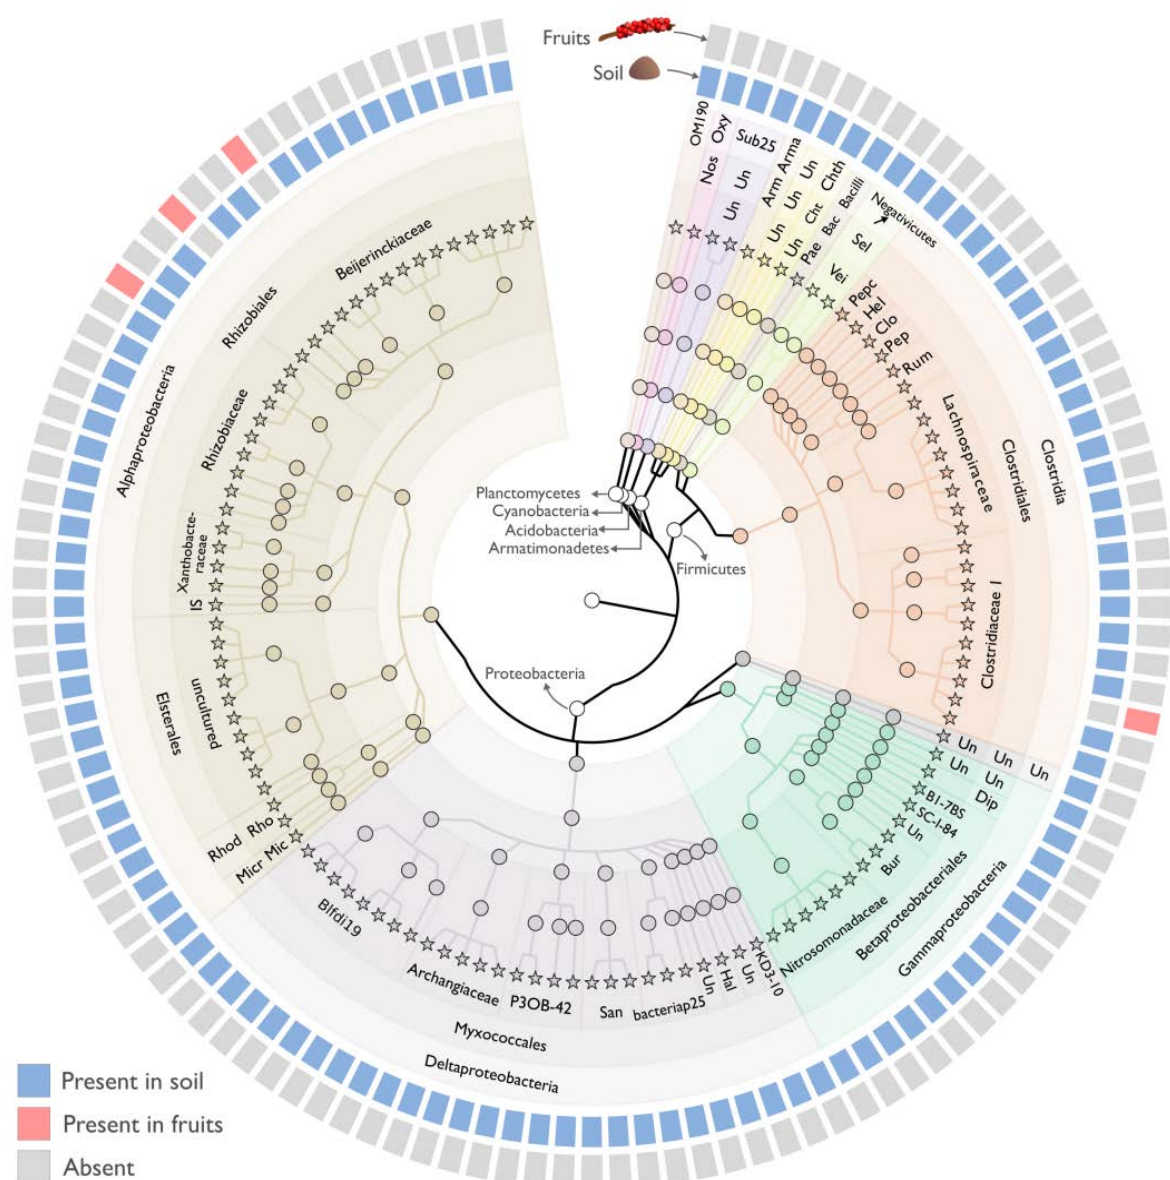 Fruits
Soil
OM190
Oxy
Nos
Sub25
Un
Un
Arma
Arm
Un
Un
Un
Chth
Cht
Un
Bacilli
Bac
Pae
Negativicutes
Sel
Vei
Pepc
Hel
Clo
Pep
Rum
Lachnospiraceae
Clostridiales
Clostridia
Clostridiaceae I
Un
Un
Un
Un
Un
Dip
B1-7BS
SC-I-84
Un
Bur
Nitrosomonadaceae
Betaproteobacteriales
Gammaproteobacteria
KD3-10
Un
Hal
Un
bacteriap25
San
P3OB-42
Archangiaceae
Blfdi19
Myxococcales
Deltaproteobacteria
Micr Mic
Rhod Rho
uncultured
Elsterales
IS
Xanthobacte-
raceae
Rhizobiaceae
Rhizobiales
Beijerinckiaceae
Alphaproteobacteria
Planctomycetes
Cyanobacteria
Acidobacteria
Armatimonadetes
Firmicutes
Proteobacteria
Present in soil
Present in fruits
Absent